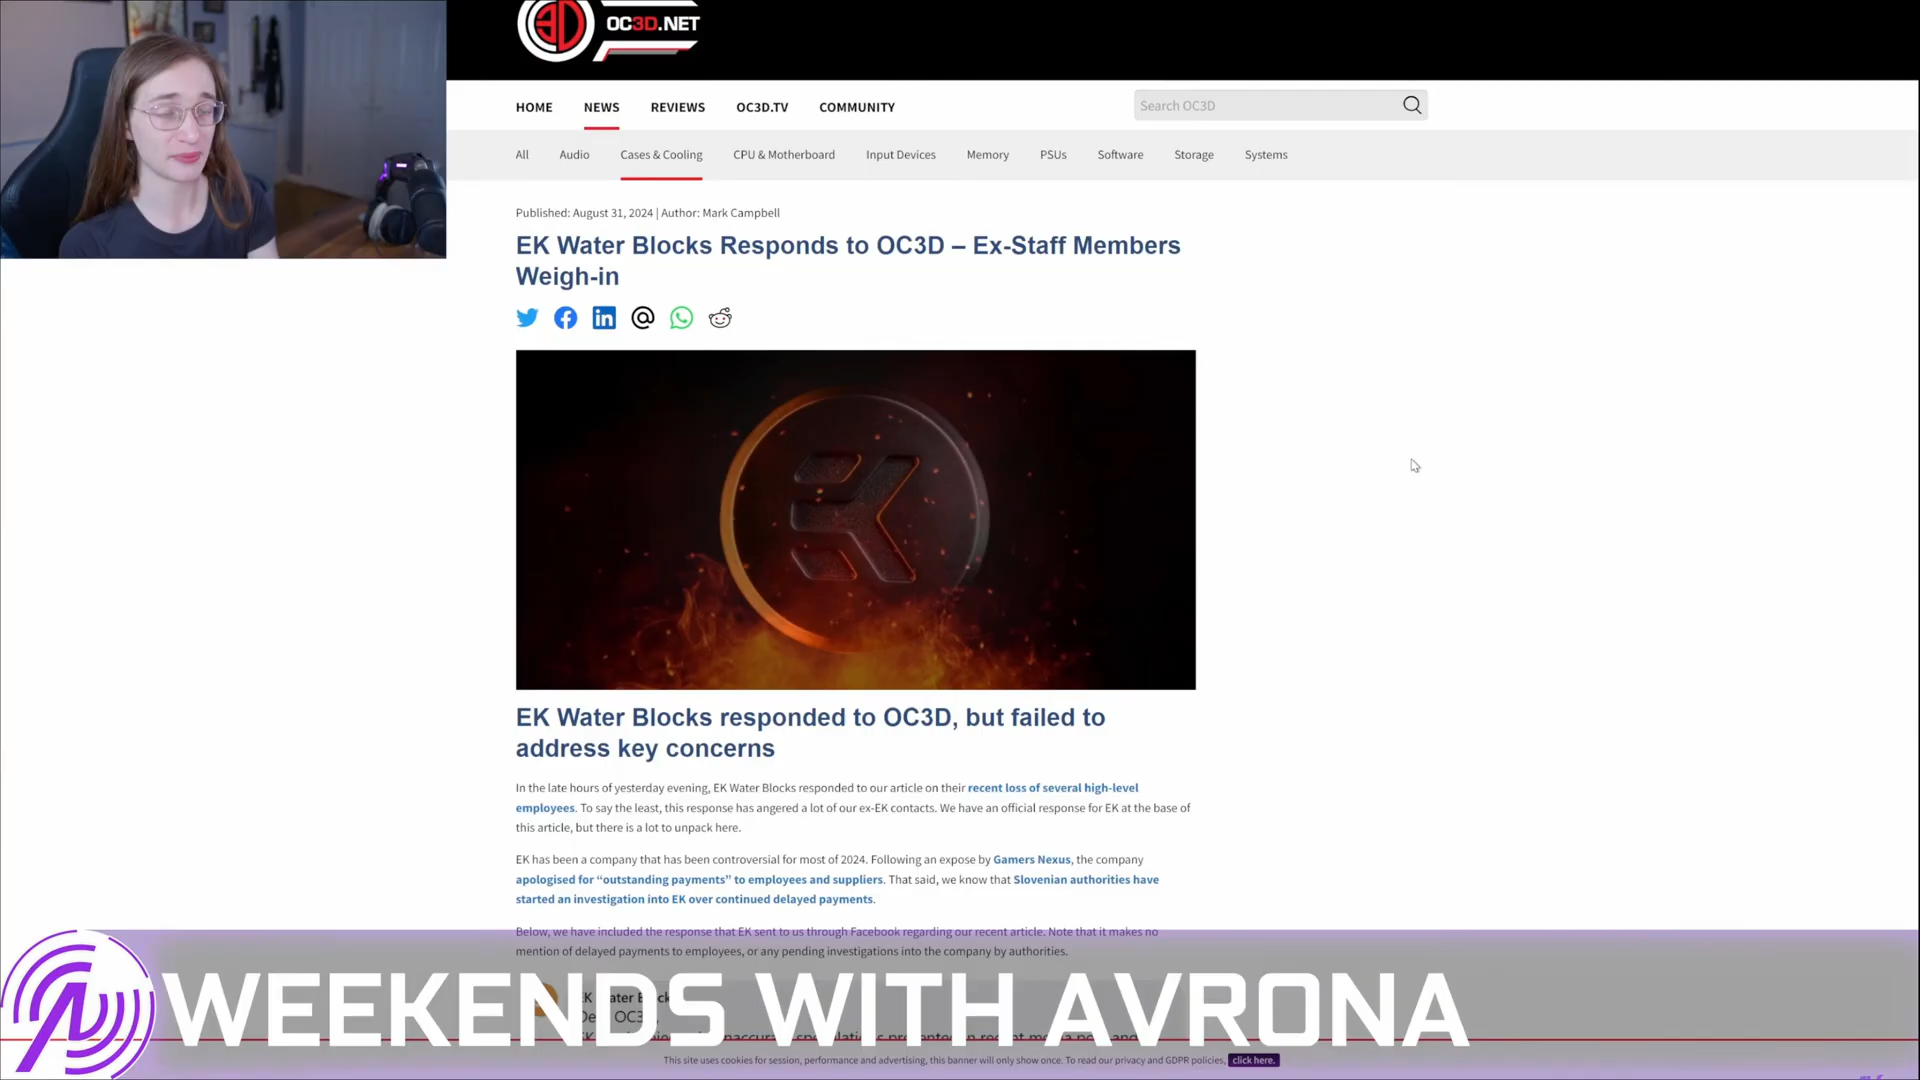 OC3D.NET
HOME NEWS REVIEWS OC3D.TV COMMUNITY
Search OC3D
All Audio Cases & Cooling CPU & Motherboard Input Devices Memory PSUs Software Storage Systems
Published: August 31, 2024 | Author: Mark Campbell
EK Water Blocks Responds to OC3D – Ex-Staff Members
Weigh-in
EK Water Blocks responded to OC3D, but failed to
address key concerns
In the late hours of yesterday evening, EK Water Blocks responded to our article on their recent loss of several high-level
employees. To say the least, this response has angered a lot of our ex-EK contacts. We have an official response for EK at the base of
this article, but there is a lot to unpack here.
EK has been a company that has been controversial for most of 2024. Following an expose by Gamers Nexus, the company
apologised for “outstanding payments” to employees and suppliers. That said, we know that Slovenian authorities have
started an investigation into EK over continued delayed payments.
Below, we have included the response that EK sent to us through Facebook regarding our recent article. Note that it makes no
mention of delayed payments to employees, or any pending investigations into the company by authorities.
WEEKENDS WITH AVRONA
This site uses cookies for session, performance and advertising, this banner will only show once. To read our privacy and GDPR policies, click here.